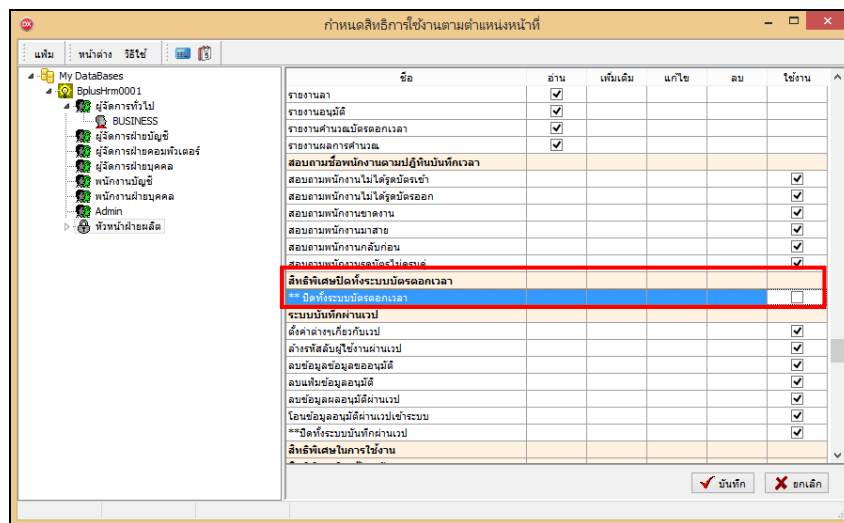 กำหนดสิทธิการใช้งานตามตำแหน่งหน้าที่
แฟ้ม หน้าต่าง วิธีใช้
My DataBases
BplusHrm0001
ผู้จัดการทั่วไป
BUSINESS
ผู้จัดการฝ่ายบัญชี
ผู้จัดการฝ่ายคอมพิวเตอร์
ผู้จัดการฝ่ายบุคคล
พนักงานบัญชี
พนักงานฝ่ายบุคคล
Admin
หัวหน้าฝ่ายผลิต
ชื่อ อ่าน เพิ่มเติม แก้ไข ลบ ใช้งาน
รายงานลา
รายงานอนุมัติ
รายงานคำนวณบัตรตอกเวลา
รายงานผลการคำนวณ
สอบถามชื่อพนักงานตามปฎิทินบันทึกเวลา
สอบถามพนักงานไม่ได้รูดบัตรเข้า
สอบถามพนักงานไม่ได้รูดบัตรออก
สอบถามพนักงานขาดงาน
สอบถามพนักงานมาสาย
สอบถามพนักงานกลับก่อน
สอบถามพนักงานรูดบัตรไม่ครบคู่
สิทธิพิเศษปิดทั้งระบบบัตรตอกเวลา
** ปิดทั้งระบบบัตรตอกเวลา
ระบบบันทึกผ่านเวป
ตั้งค่าต่างๆเกี่ยวกับเวป
ล้างรหัสลับผู้ใช้งานผ่านเวป
ลบข้อมูลข้อมูลขออนุมัติ
ลบแฟ้มข้อมูลอนุมัติ
ลบข้อมูลผลอนุมัติผ่านเวป
โอนข้อมูลอนุมัติผ่านเวปเข้าระบบ
**ปิดทั้งระบบบันทึกผ่านเวป
สิทธิพิเศษในการใช้งาน
บันทึก ยกเลิก